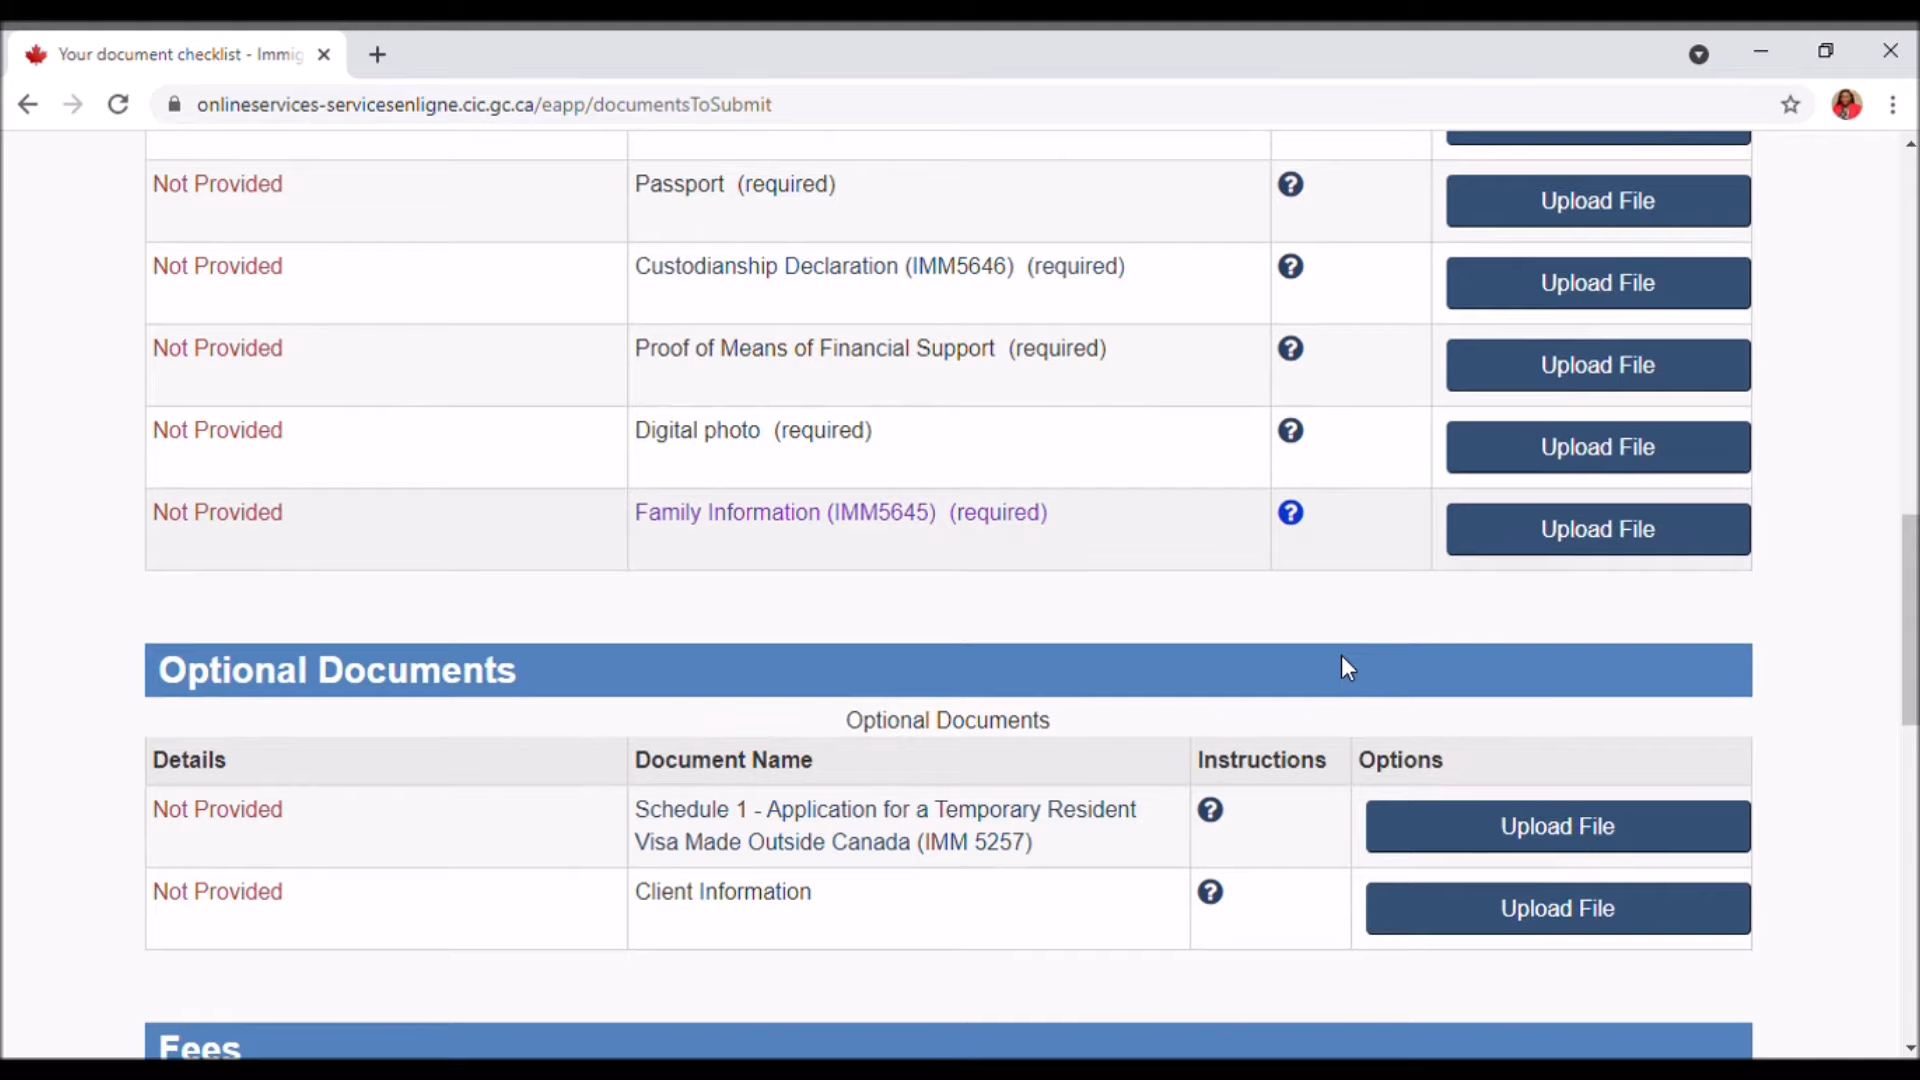 Your document checklist - Immig
onlineservices-servicesenligne.cic.gc.ca/eapp/documentsToSubmit
Not Provided Passport (required) ? Upload File
Not Provided Custodianship Declaration (IMM5646) (required) ? Upload File
Not Provided Proof of Means of Financial Support (required) ? Upload File
Not Provided Digital photo (required) ? Upload File
Not Provided Family Information (IMM5645) (required) ? Upload File
Optional Documents
Optional Documents
Details Document Name Instructions Options
Not Provided Schedule 1 - Application for a Temporary Resident ? Upload File
Visa Made Outside Canada (IMM 5257)
Not Provided Client Information ? Upload File
Fees